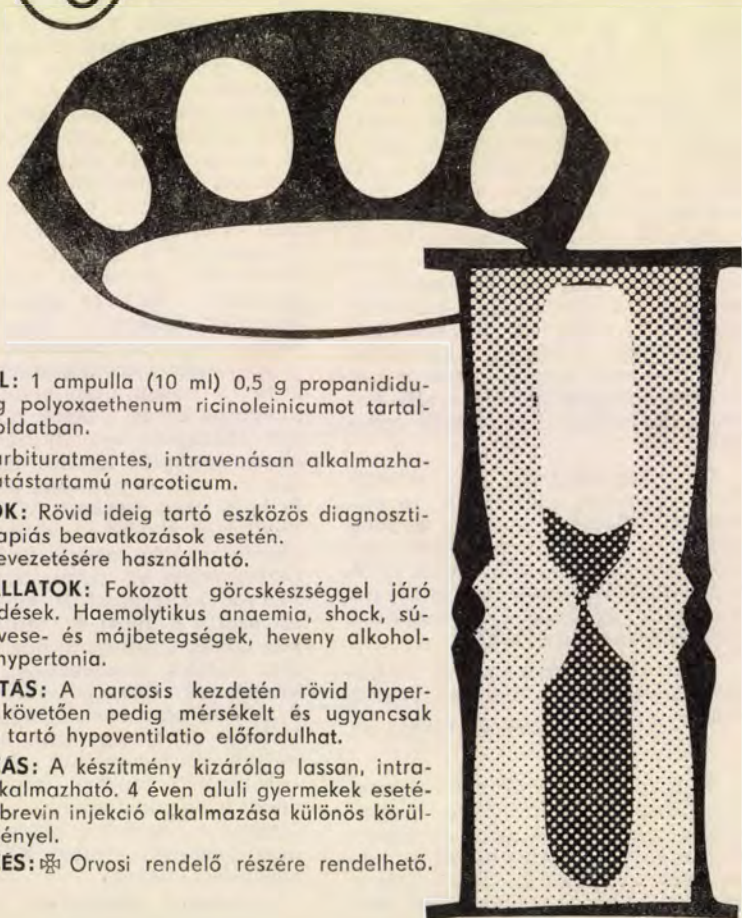 L: 1 ampulla (10 ml) 0,5 g propanididu-
g polyoxaethenum ricinoleinicumot tartal-
oldatban.
arbituratmentes, intravenásan alkalmazha-
atástartamú narcoticum.
OK: Rövid ideig tartó eszközös diagnoszti-
apiás beavatkozások esetén.
evezetésére használható.
LLATOK: Fokozott görcskészséggel járó
dések. Haemolytikus anaemia, shock, sú-
vese- és májbetegségek, heveny alkohol-
hypertonia.
TÁS: A narcosis kezdetén rövid hyper-
követően pedig mérsékelt és ugyancsak
tartó hypoventilatio előfordulhat.
ÁS: A készítmény kizárólag lassan, intra-
kalmazható. 4 éven aluli gyermekek eseté-
brevin injekció alkalmazása különös körül-
ényel.
ÉS: Orvosi rendelő részére rendelhető.